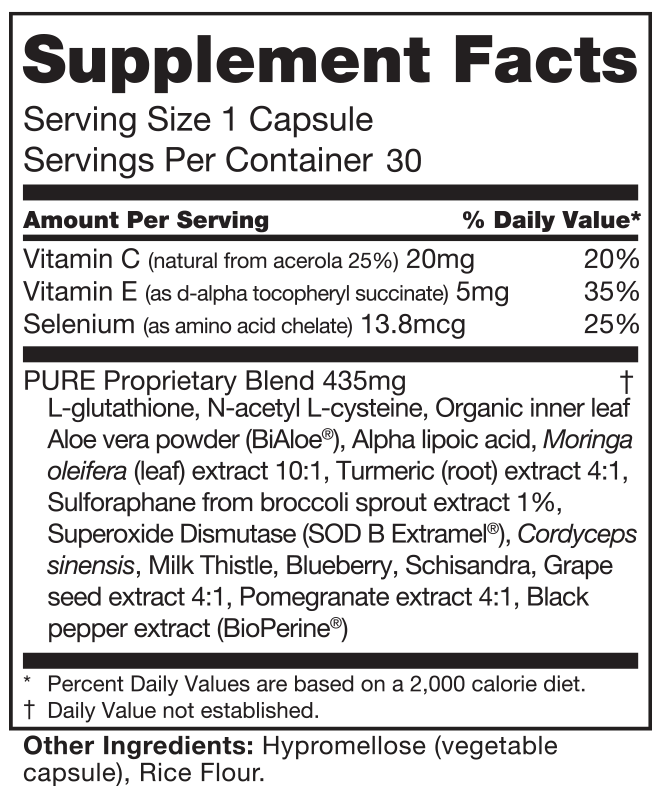 Supplement Facts
Serving Size 1 Capsule
Servings Per Container 30
Amount Per Serving % Daily Value*
Vitamin C (natural from acerola 25%) 20mg 20%
Vitamin E (as d-alpha tocopheryl succinate) 5mg 35%
Selenium (as amino acid chelate) 13.8mcg 25%
PURE Proprietary Blend 435mg †
L-glutathione, N-acetyl L-cysteine, Organic inner leaf
Aloe vera powder (BiAloe®), Alpha lipoic acid, Moringa
oleifera (leaf) extract 10:1, Turmeric (root) extract 4:1,
Sulforaphane from broccoli sprout extract 1%,
Superoxide Dismutase (SOD B Extramel®), Cordyceps
sinensis, Milk Thistle, Blueberry, Schisandra, Grape
seed extract 4:1, Pomegranate extract 4:1, Black
pepper extract (BioPerine®)
* Percent Daily Values are based on a 2,000 calorie diet.
† Daily Value not established.
Other Ingredients: Hypromellose (vegetable
capsule), Rice Flour.